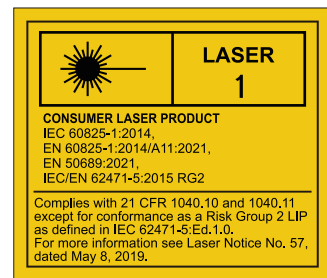 LASER
1
CONSUMER LASER PRODUCT
IEC 60825-1:2014,
EN 60825-1:2014/A11:2021,
EN 50689:2021,
IEC/EN 62471-5:2015 RG2
Complies with 21 CFR 1040.10 and 1040.11
except for conformance as a Risk Group 2 LIP
as defined in IEC 62471-5:Ed.1.0.
For more information see Laser Notice No. 57,
dated May 8, 2019.